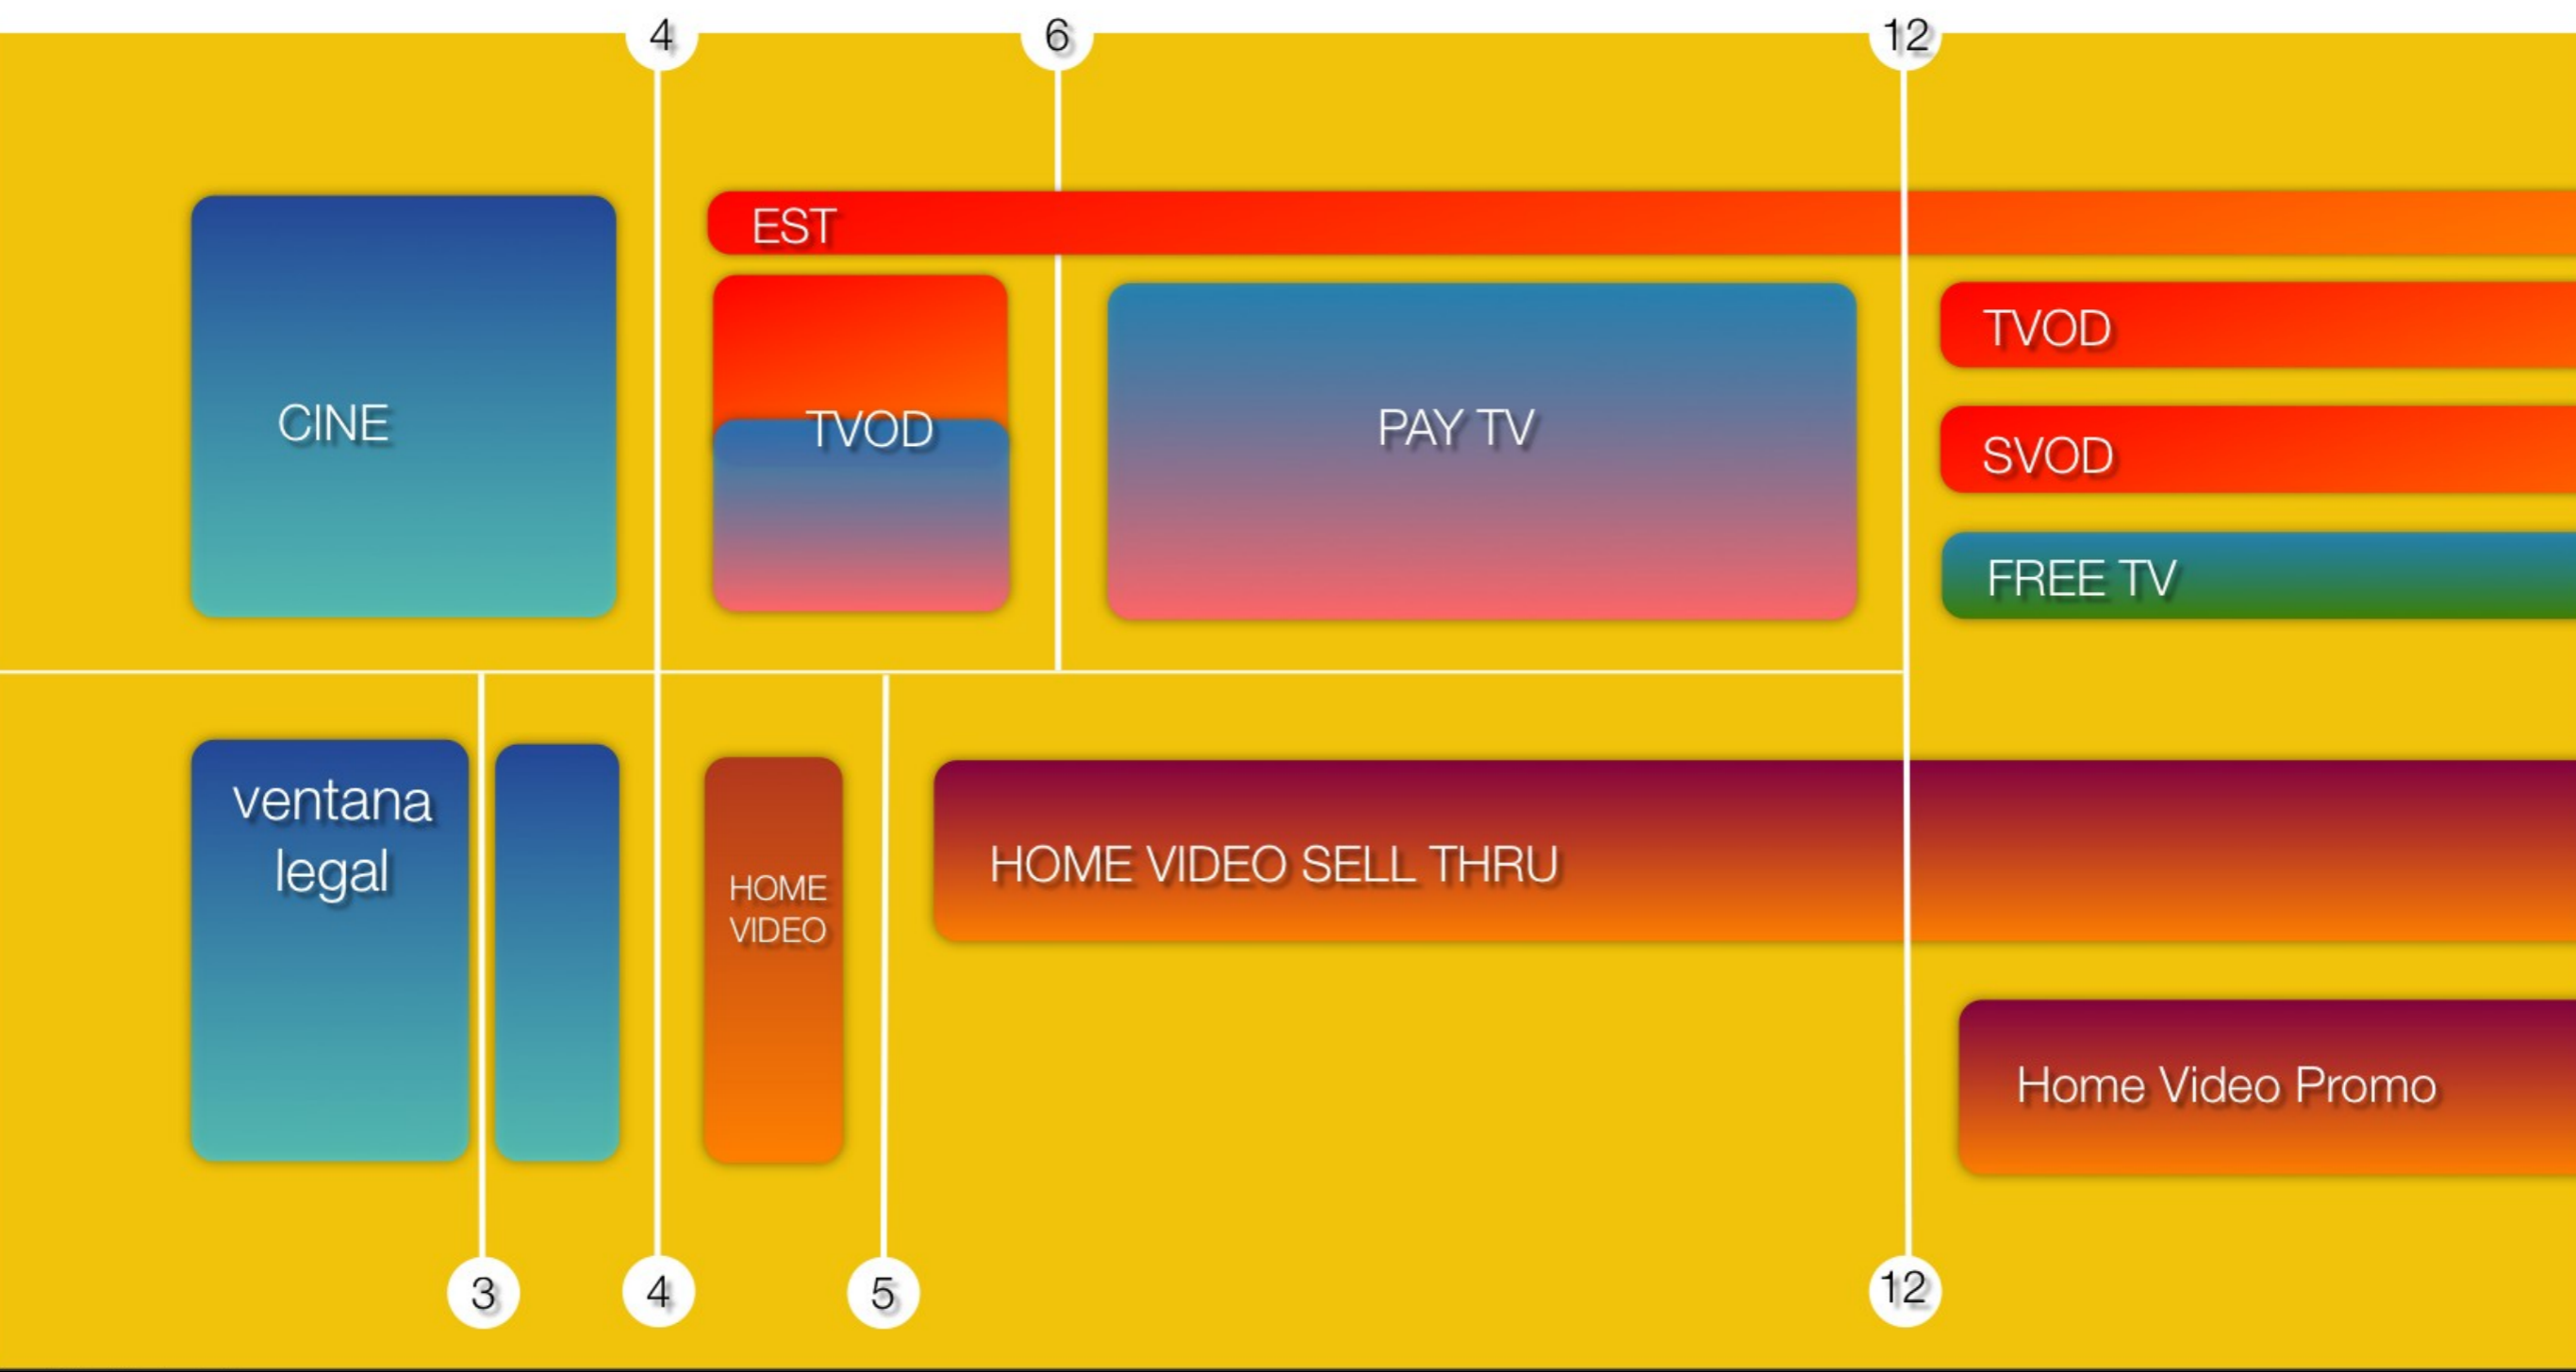 4
6
12
EST
CINE
TVOD
PAY TV
TVOD
SVOD
FREE TV
ventana
legal
HOME
VIDEO
HOME VIDEO SELL THRU
Home Video Promo
3
4
5
12